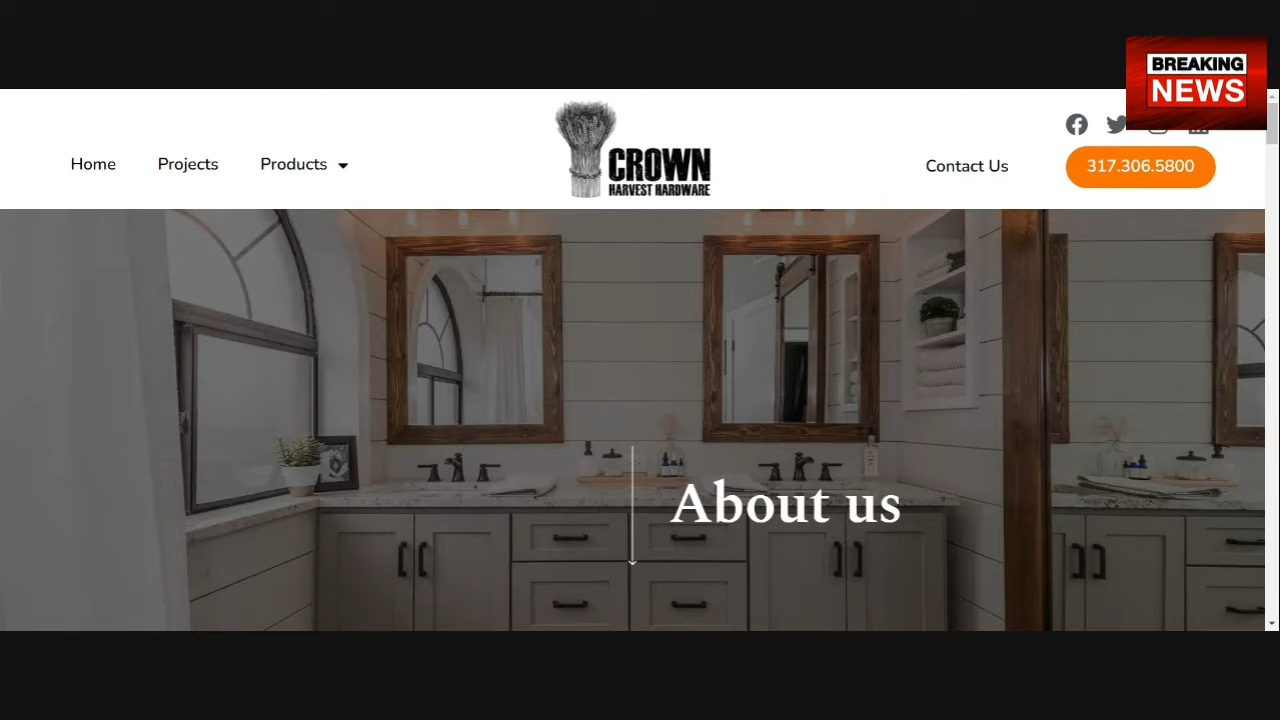 BREAKING
NEWS
Home
Projects
Products
CROWN
HARVEST HARDWARE
Contact Us
317.306.5800
About us